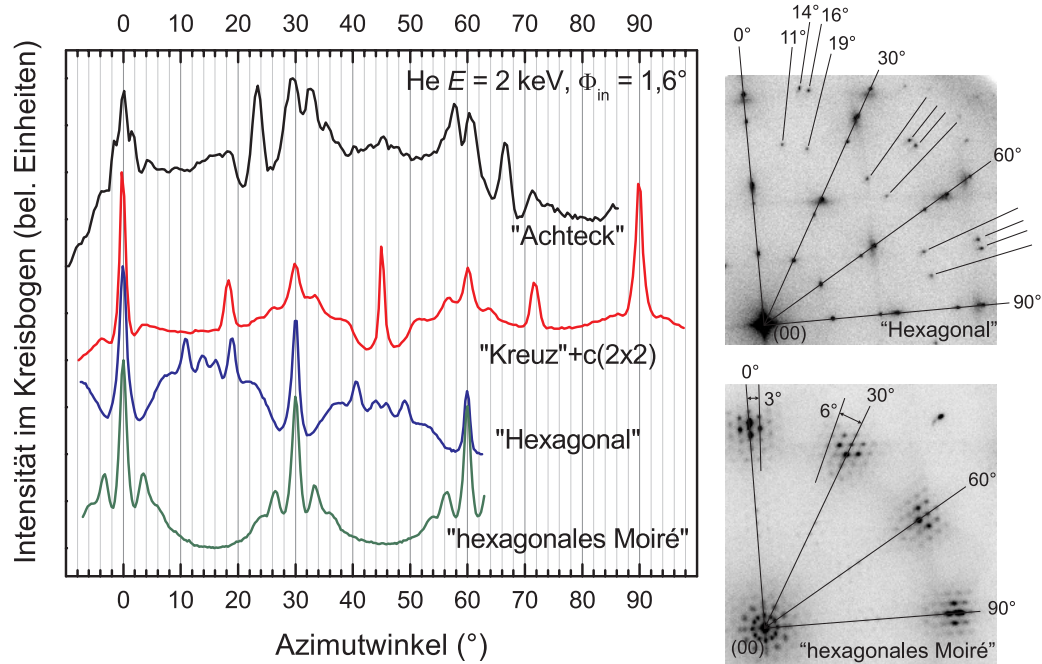 0 10 20 30 40 50 60 70 80 90
Intensität im Kreisbogen (bel. Einheiten)
He E = 2 keV, Φin = 1,6°
"Achteck"
"Kreuz"+c(2x2)
"Hexagonal"
"hexagonales Moiré"
0 10 20 30 40 50 60 70 80 90
Azimutwinkel (°)
14° 16°
0° 11° 19° 30°
60°
90°
(00) “Hexagonal”
0° 3° 6° 30°
60°
90°
(00) “hexagonales Moiré”